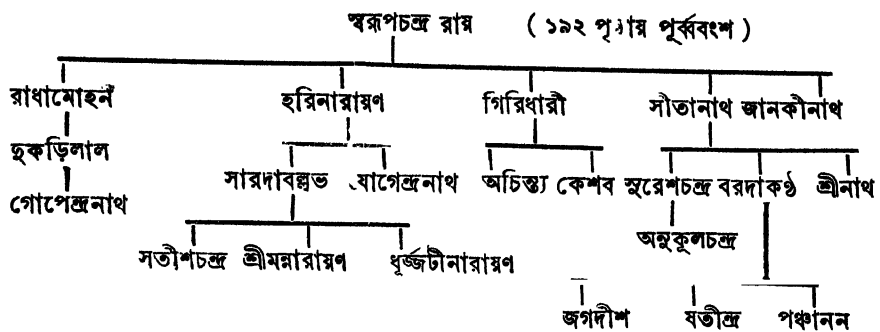 স্বরূপচন্দ্র রায় ( ১৯২ পৃষ্ঠায় পূর্ব্ববংশ )
রাধামোহন হরিনারায়ণ গিরিধারী সীতানাথ জানকীনাথ
দুকড়িলাল
সারদাবল্লভ যোগেন্দ্রনাথ অচিন্ত্য কেশব সুরেশচন্দ্র বরদাকণ্ঠ শ্রীনাথ
গোপেন্দ্রনাথ
অনুকূলচন্দ্র
সতীশচন্দ্র শ্রীমন্নারায়ণ ধূর্জ্জটীনারায়ণ
জগদীশ যতীন্দ্র পঞ্চানন